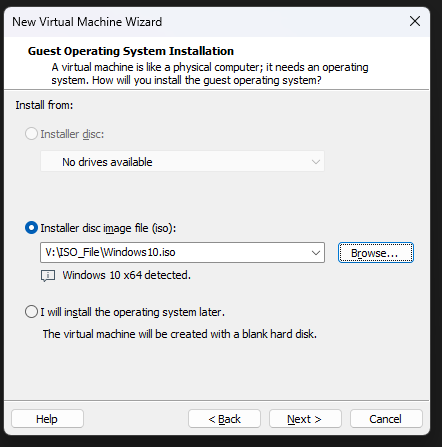 New Virtual Machine Wizard
Guest Operating System Installation
A virtual machine is like a physical computer; it needs an operating
system. How will you install the guest operating system?
Install from:
Installer disc:
No drives available
Installer disc image file (iso):
V:\ISO_File\Windows10.iso
Browse...
Windows 10 x64 detected.
I will install the operating system later.
The virtual machine will be created with a blank hard disk.
Help
< Back
Next >
Cancel